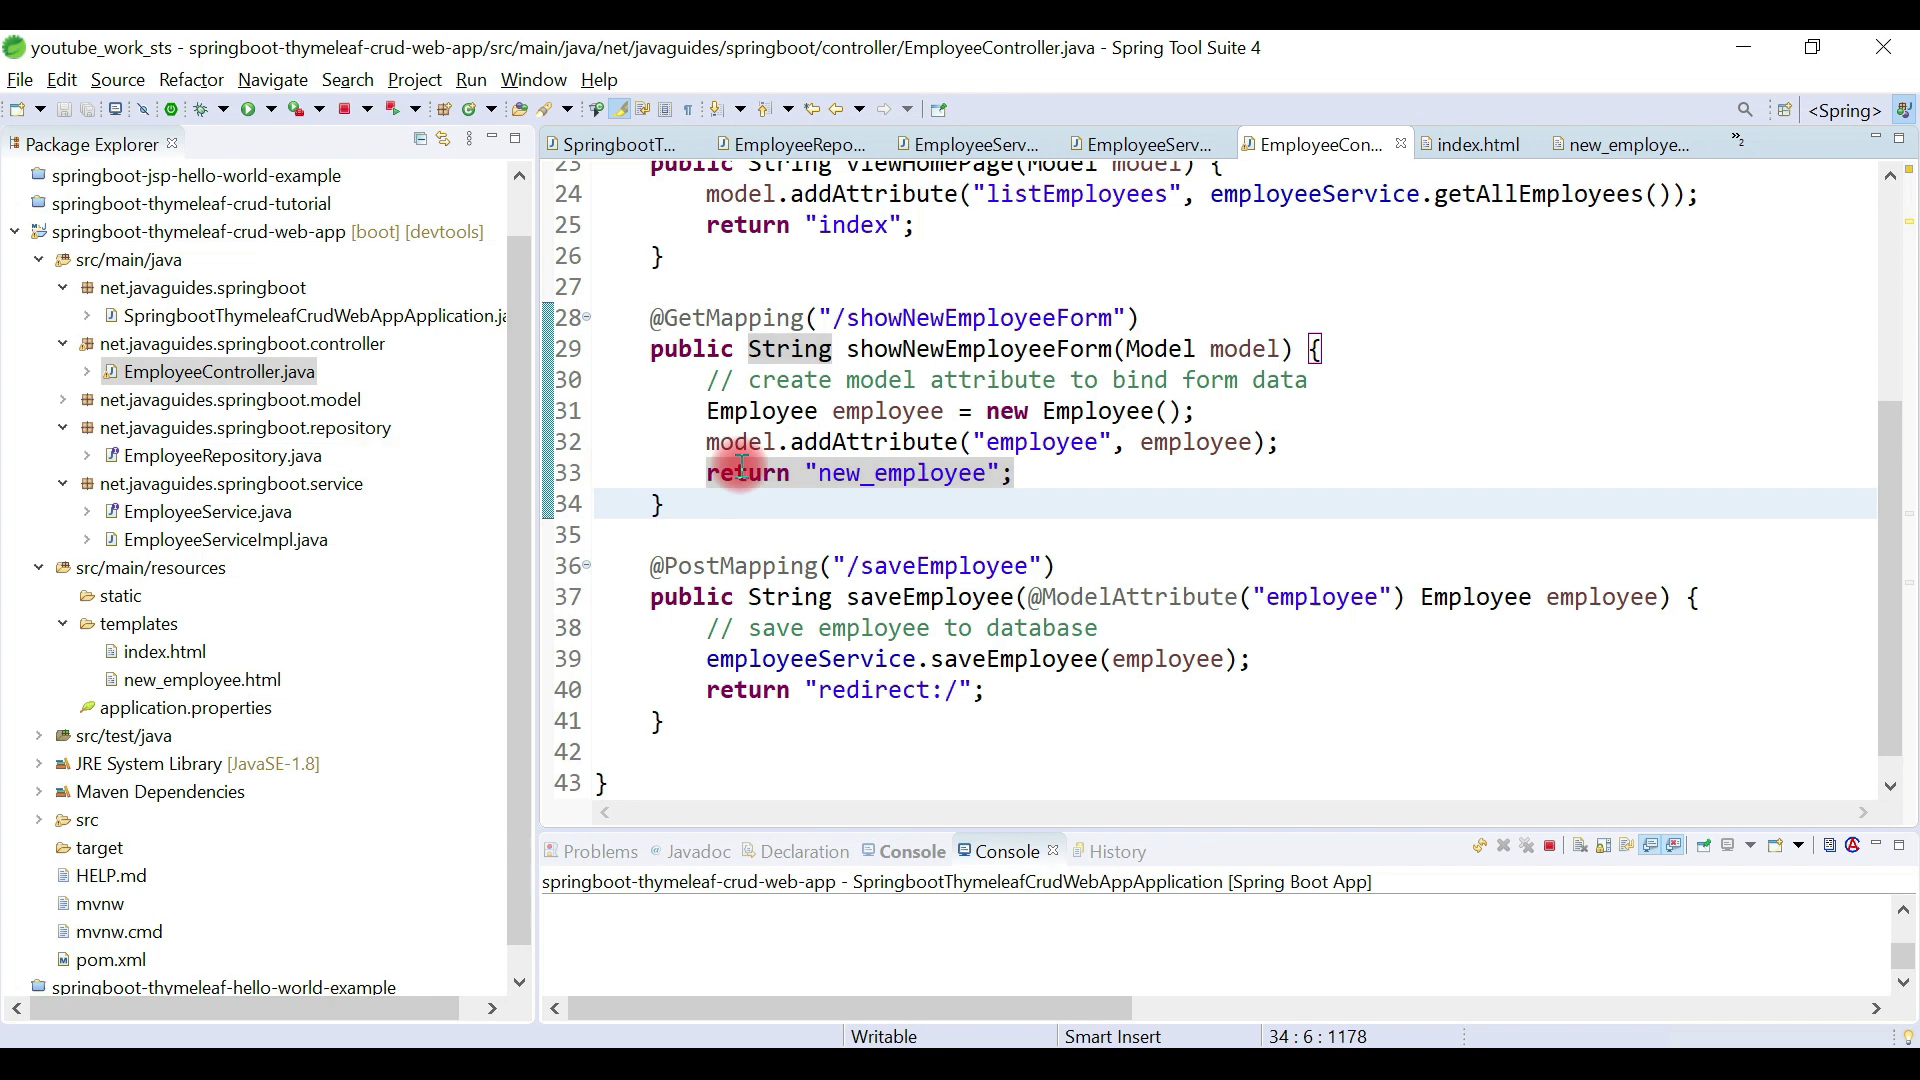 youtube_work_sts - springboot-thymeleaf-crud-web-app/src/main/java/net/javaguides/springboot/controller/EmployeeController.java - Spring Tool Suite 4
File Edit Source Refactor Navigate Search Project Run Window Help
<Spring>
Package Explorer
springboot-jsp-hello-world-example
springboot-thymeleaf-crud-tutorial
springboot-thymeleaf-crud-web-app [boot] [devtools]
src/main/java
net.javaguides.springboot
SpringbootThymeleafCrudWebAppApplication.ja
net.javaguides.springboot.controller
EmployeeController.java
net.javaguides.springboot.model
net.javaguides.springboot.repository
EmployeeRepository.java
net.javaguides.springboot.service
EmployeeService.java
EmployeeServiceImpl.java
src/main/resources
static
templates
index.html
new_employee.html
application.properties
src/test/java
JRE System Library [JavaSE-1.8]
Maven Dependencies
src
target
HELP.md
mvnw
mvnw.cmd
pom.xml
springboot-thymeleaf-hello-world-example
SpringbootT... EmployeeRepo... EmployeeServ... EmployeeServ... EmployeeCon... index.html new_employe... »2
23 public String viewHomePage(Model model) {
24 model.addAttribute("listEmployees", employeeService.getAllEmployees());
25 return "index";
26 }
27
28 @GetMapping("/showNewEmployeeForm")
29 public String showNewEmployeeForm(Model model) {
30 // create model attribute to bind form data
31 Employee employee = new Employee();
32 model.addAttribute("employee", employee);
33 return "new_employee";
34 }
35
36 @PostMapping("/saveEmployee")
37 public String saveEmployee(@ModelAttribute("employee") Employee employee) {
38 // save employee to database
39 employeeService.saveEmployee(employee);
40 return "redirect:/";
41 }
42
43 }
Problems @ Javadoc Declaration Console Console History
springboot-thymeleaf-crud-web-app - SpringbootThymeleafCrudWebAppApplication [Spring Boot App]
Writable Smart Insert 34 : 6 : 1178